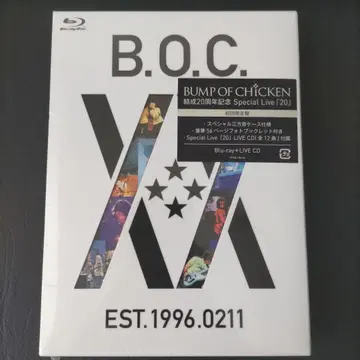 Blu-ray Disc
B.O.C.
BUMP OF CHICKEN
結成20周年記念 Special Live「20」
初回限定盤
・スペシャル三方背ケース仕様
・豪華56ページフォトブックレット付き
・Special Live「20」LIVE CD(全12曲)付属
Blu-ray+LIVE CD
EST.1996.0211